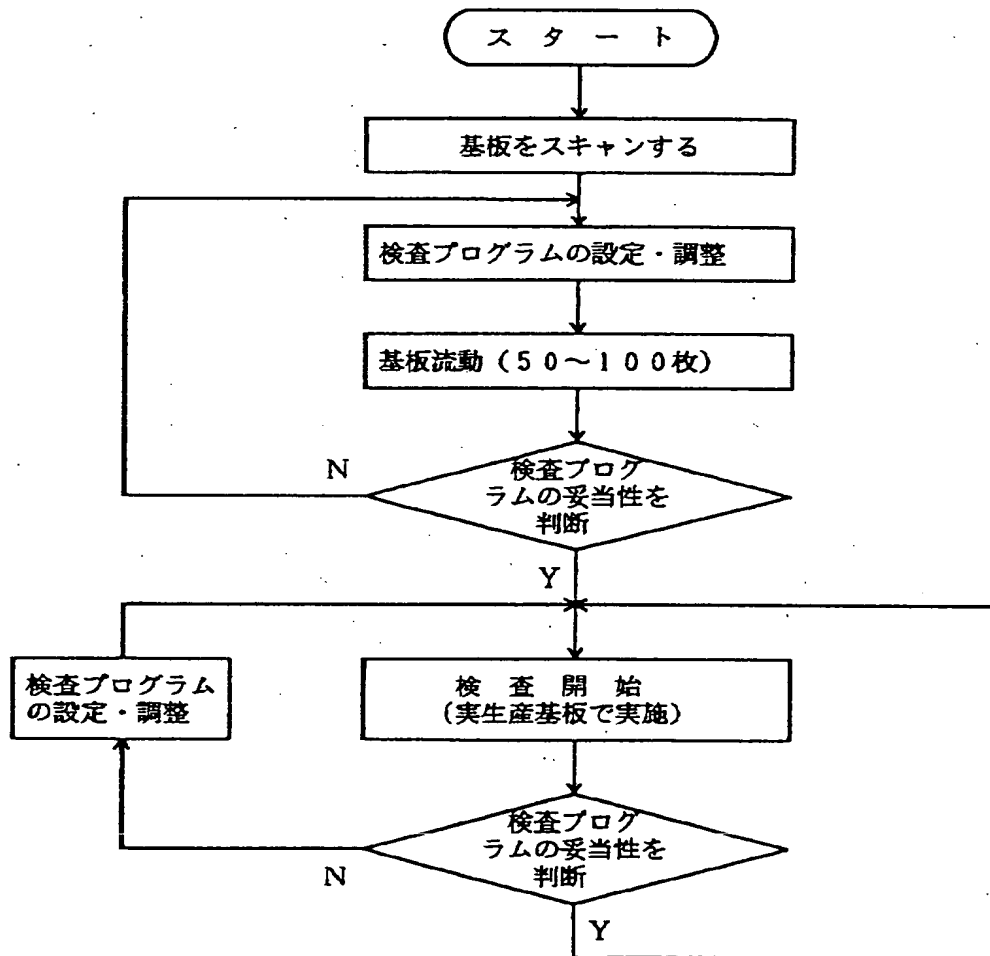 スタート
基板をスキャンする
検査プログラムの設定・調整
基板流動(50~100枚)
N
検査プログ
ラムの妥当性を
判断
Y
検査プログラム
の設定・調整
検査開始
(実生産基板で実施)
検査プログ
ラムの妥当性を
判断
N
Y